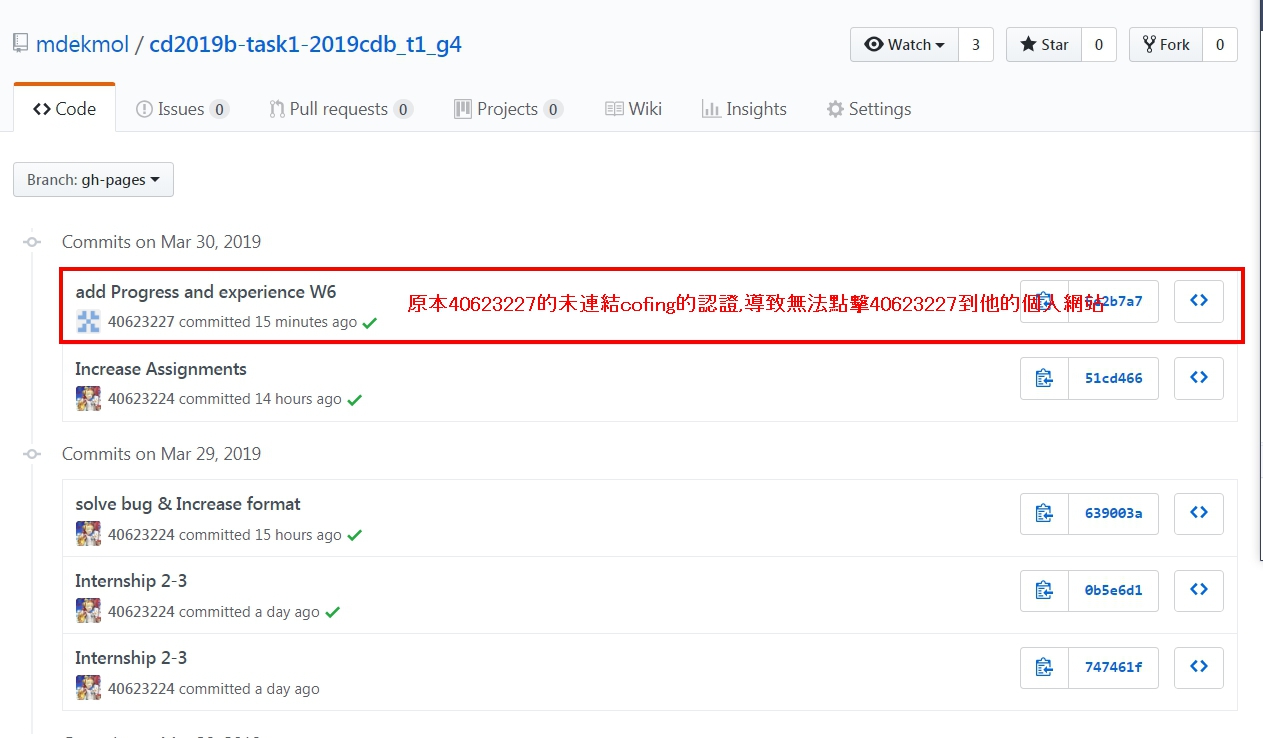 mdekmol / cd2019b-task1-2019cdb_t1_g4
Watch 3 Star 0 Fork 0
Code Issues 0 Pull requests 0 Projects 0 Wiki Insights Settings
Branch: gh-pages
Commits on Mar 30, 2019
add Progress and experience W6
40623227 committed 15 minutes ago
原本40623227的未連結cofing的認證,導致無法點擊40623227到他的個人網站
Increase Assignments
40623224 committed 14 hours ago
51cd466
Commits on Mar 29, 2019
solve bug & Increase format
40623224 committed 15 hours ago
639003a
Internship 2-3
40623224 committed a day ago
0b5e6d1
Internship 2-3
40623224 committed a day ago
747461f